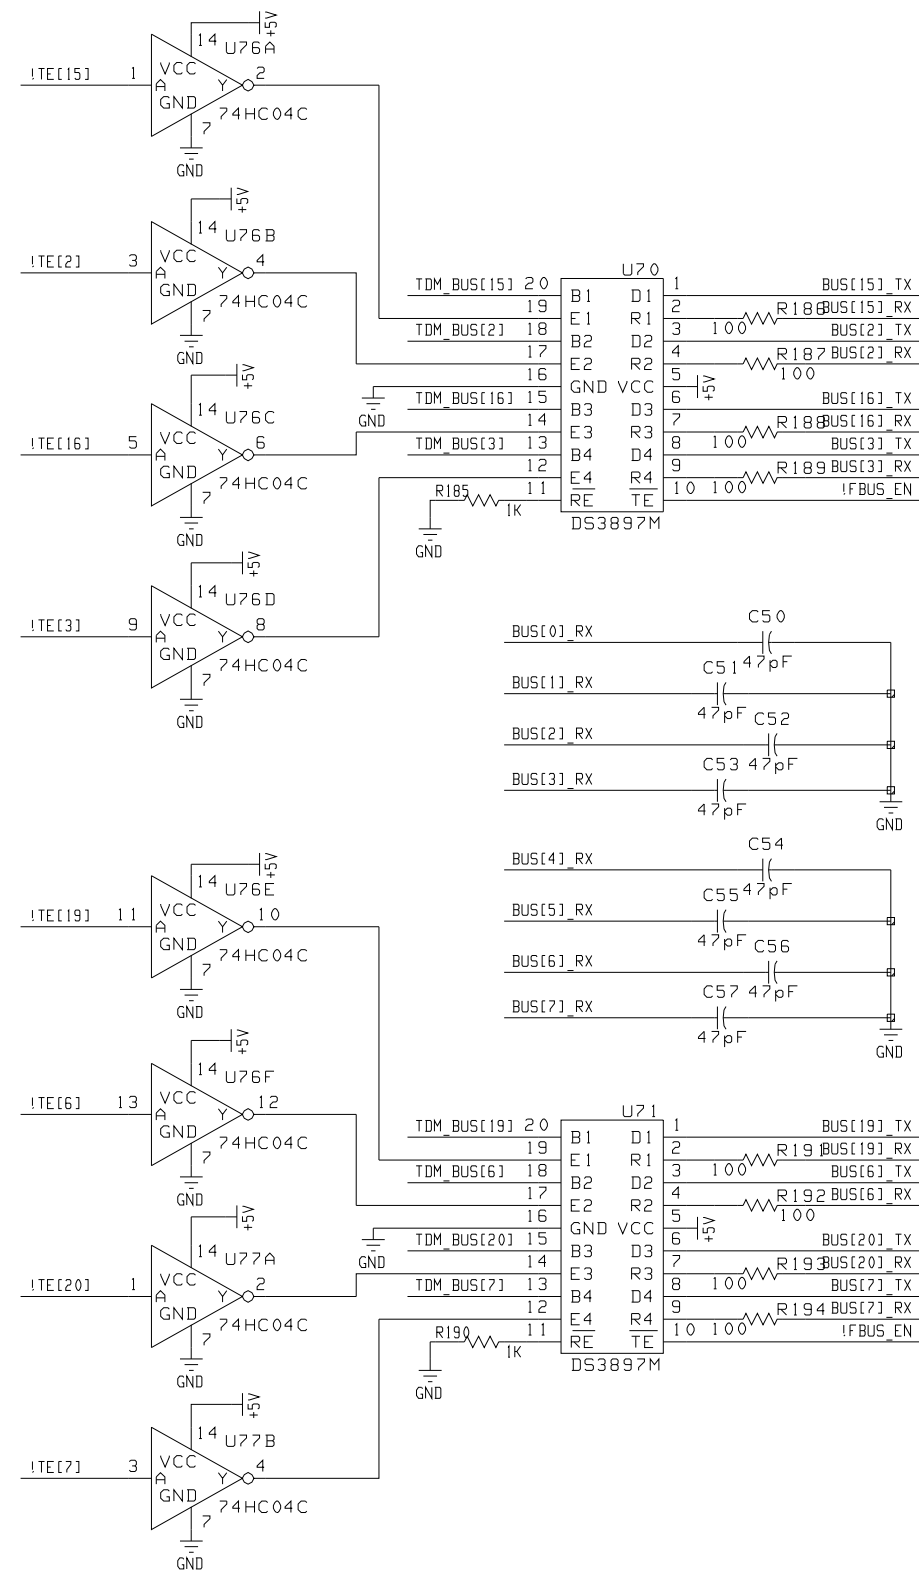 +5V
14 U76A
!TE[15] 1 VCC A Y 2
GND 74HC04C
7
GND
+5V
14 U76B
!TE[2] 3 VCC A Y 4
GND 74HC04C
7
GND
+5V
14 U76C
!TE[16] 5 VCC A Y 6
GND 74HC04C
7
GND
+5V
14 U76D
!TE[3] 9 VCC A Y 8
GND 74HC04C
7
GND
U70
TDM_BUS[15] 20 B1 D1 1 BUS[15]_TX
19 E1 R1 2 100 R186 BUS[15]_RX
TDM_BUS[2] 18 B2 D2 3 BUS[2]_TX
17 E2 R2 4 R187 100 BUS[2]_RX
GND 16 GND VCC 5 +5V
TDM_BUS[16] 15 B3 D3 6 BUS[16]_TX
14 E3 R3 7 100 R188 BUS[16]_RX
TDM_BUS[3] 13 B4 D4 8 BUS[3]_TX
12 E4 R4 9 100 R189 BUS[3]_RX
R185 1K 11 RE TE 10 !FBUS_EN
GND
DS3897M
BUS[0]_RX C50 47pF
BUS[1]_RX C51 47pF
BUS[2]_RX C52 47pF
BUS[3]_RX C53 47pF
GND
BUS[4]_RX C54 47pF
BUS[5]_RX C55 47pF
BUS[6]_RX C56 47pF
BUS[7]_RX C57 47pF
GND
+5V
14 U76E
!TE[19] 11 VCC A Y 10
GND 74HC04C
7
GND
+5V
14 U76F
!TE[6] 13 VCC A Y 12
GND 74HC04C
7
GND
+5V
14 U77A
!TE[20] 1 VCC A Y 2
GND 74HC04C
7
GND
+5V
14 U77B
!TE[7] 3 VCC A Y 4
GND 74HC04C
7
GND
U71
TDM_BUS[19] 20 B1 D1 1 BUS[19]_TX
19 E1 R1 2 100 R191 BUS[19]_RX
TDM_BUS[6] 18 B2 D2 3 BUS[6]_TX
17 E2 R2 4 R192 100 BUS[6]_RX
GND 16 GND VCC 5 +5V
TDM_BUS[20] 15 B3 D3 6 BUS[20]_TX
14 E3 R3 7 100 R193 BUS[20]_RX
TDM_BUS[7] 13 B4 D4 8 BUS[7]_TX
12 E4 R4 9 100 R194 BUS[7]_RX
R190 1K 11 RE TE 10 !FBUS_EN
GND
DS3897M